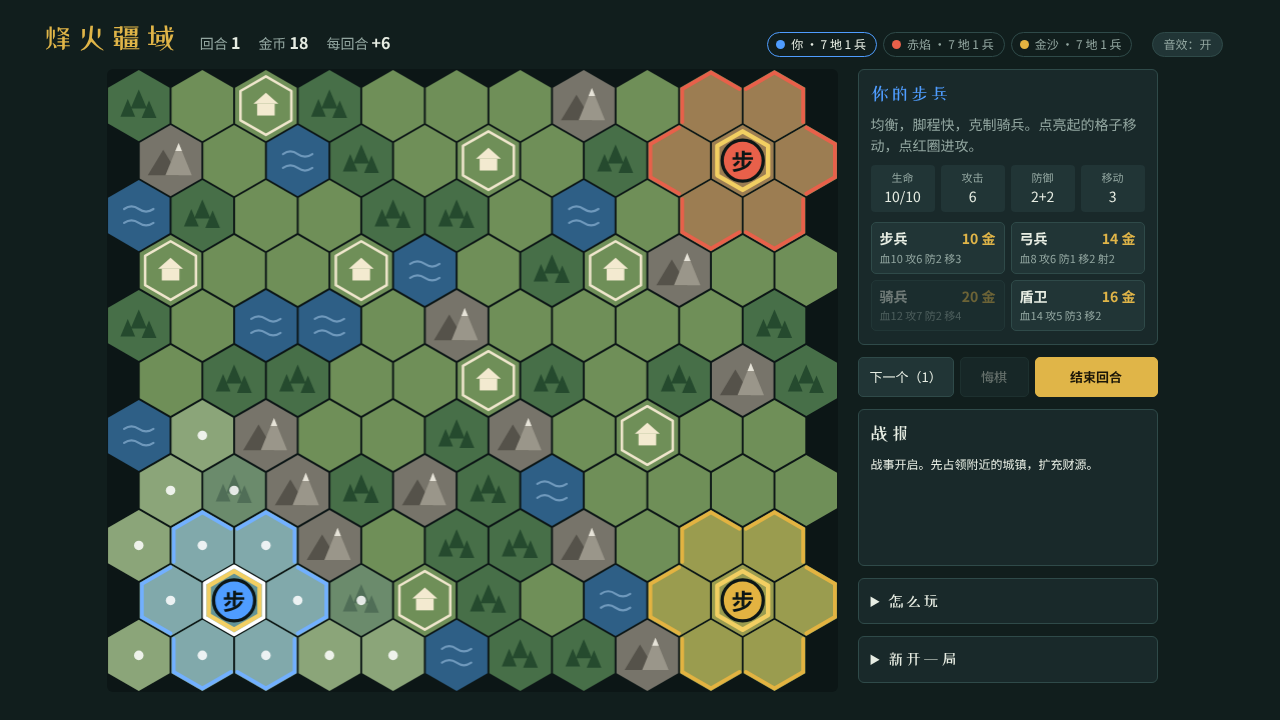 烽火疆域
回合 1 金币 18 每回合 +6
你 · 7 地 1 兵
赤焰 · 7 地 1 兵
金沙 · 7 地 1 兵
音效：开
步
步
步
你的步兵
均衡，脚程快，克制骑兵。点亮起的格子移
动，点红圈进攻。
生命 攻击 防御 移动
10/10 6 2+2 3
步兵 10 金
血10 攻6 防2 移3
弓兵 14 金
血8 攻6 防1 移2 射2
骑兵 20 金
血12 攻7 防2 移4
盾卫 16 金
血14 攻5 防3 移2
下一个（1） 悔棋 结束回合
战报
战事开启。先占领附近的城镇，扩充财源。
怎么玩
新开一局